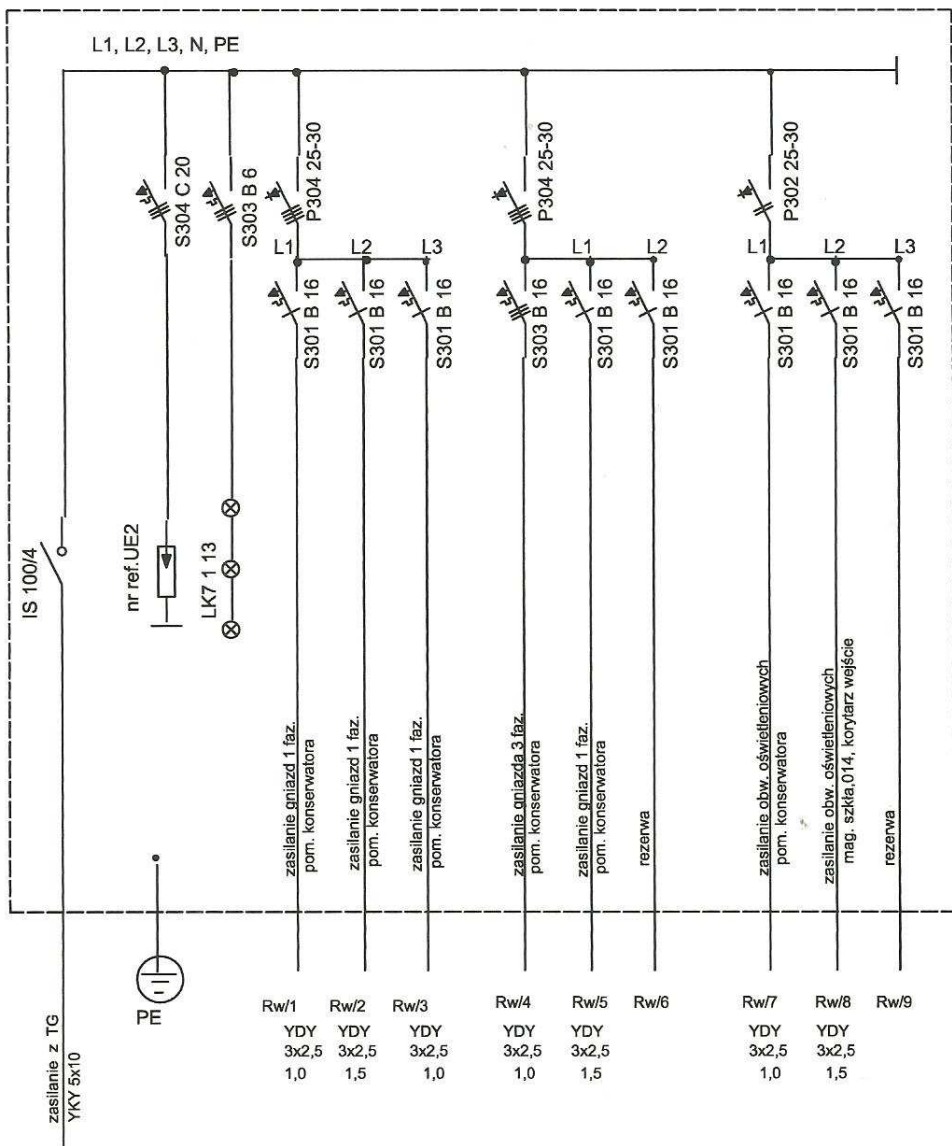 L1, L2, L3, N, PE
S304 C 20
S303 B 6
P304 25-30
P304 25-30
P302 25-30
L1
L2
L3
L1
L2
L1
L2
L3
S301 B 16
S301 B 16
S301 B 16
S303 B 16
S301 B 16
S301 B 16
S301 B 16
S301 B 16
S301 B 16
IS 100/4
nr ref.UE2
LK7 1 13
zasilanie gniazd 1 faz.
pom. konserwatora
zasilanie gniazd 1 faz.
pom. konserwatora
zasilanie gniazd 1 faz.
pom. konserwatora
zasilanie gniazda 3 faz.
pom. konserwatora
zasilanie gniazd 1 faz.
pom. konserwatora
rezerwa
zasilanie obw. oświetleniowych
pom. konserwatora
zasilanie obw. oświetleniowych
mag. szkła,014, korytarz wejście
rezerwa
PE
zasilanie z TG
YKY 5x10
Rw/1
Rw/2
Rw/3
Rw/4
Rw/5
Rw/6
Rw/7
Rw/8
Rw/9
YDY
YDY
YDY
YDY
YDY
YDY
YDY
3x2,5
3x2,5
3x2,5
3x2,5
3x2,5
3x2,5
3x2,5
1,0
1,5
1,0
1,0
1,5
1,0
1,5